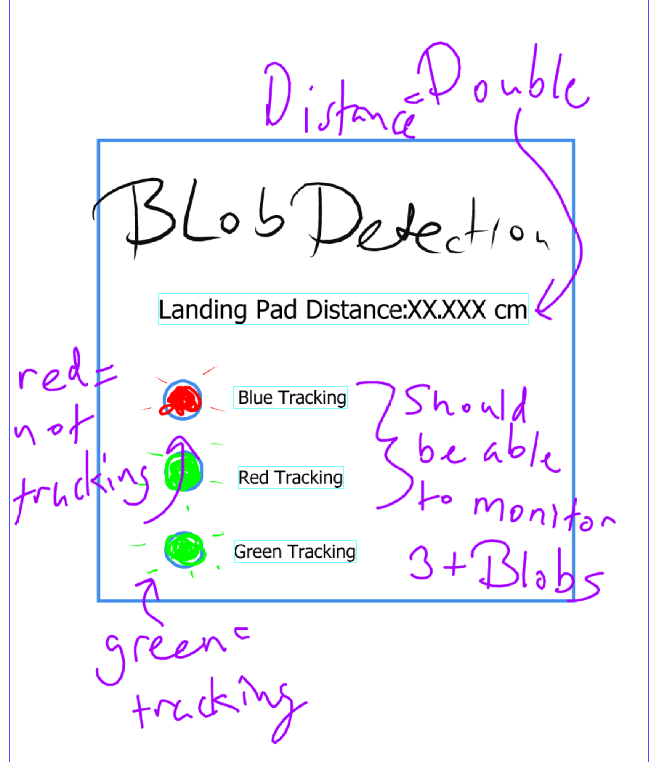 Distance=Double
BLob Detection
Landing Pad Distance:XX.XXX cm
red=
not
tracking
Blue Tracking
Red Tracking
Green Tracking
Should
be able
to monitor
3+Blobs
green=
tracking